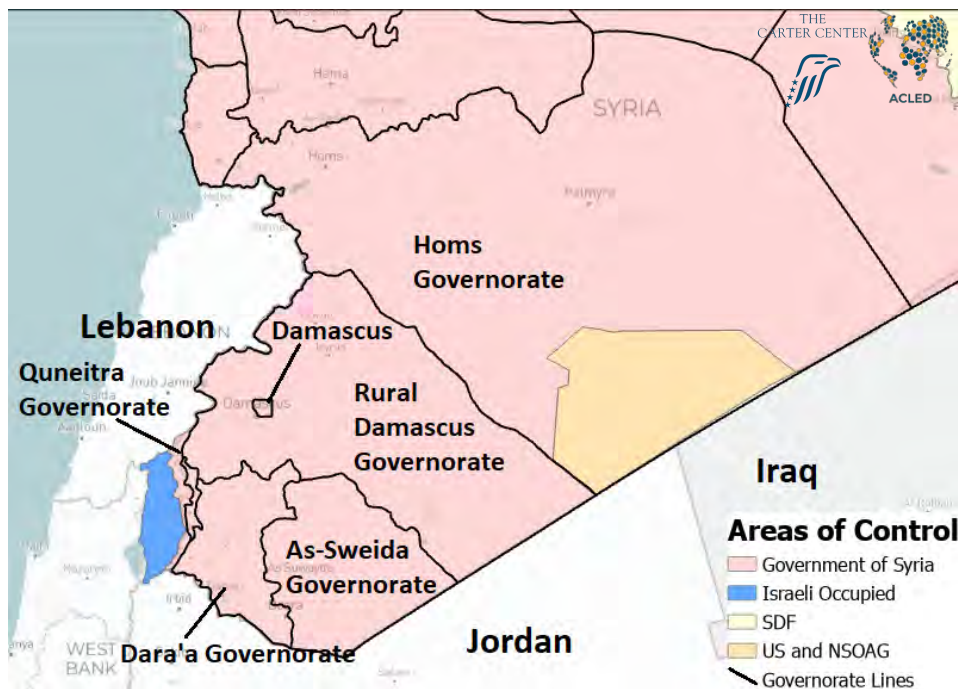 THE
CARTER CENTER
ACLED
Hama
SYRIA
Homs
Palmyra
Homs
Governorate
Lebanon
Damascus
Quneitra
Governorate
Damascus
Rural
Damascus
Governorate
Iraq
As-Sweida
Governorate
Irbid
Dara'a Governorate
Jordan
WEST
BANK
Areas of Control
Government of Syria
Israeli Occupied
SDF
US and NSOAG
Governorate Lines